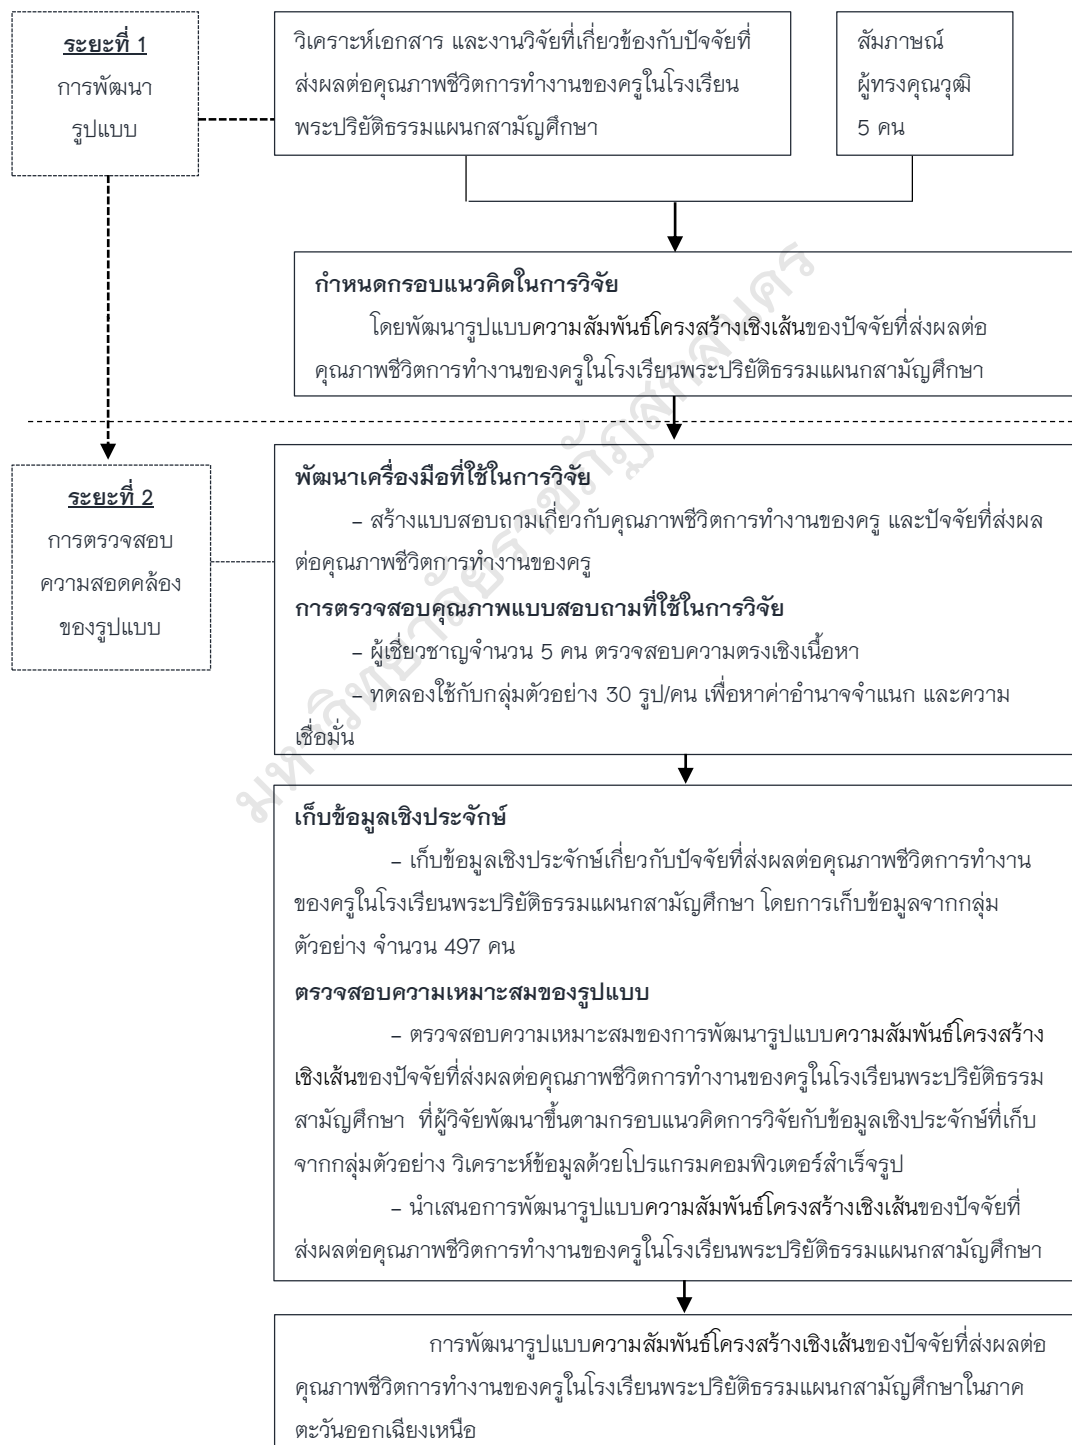 ระยะที่ 1
การพัฒนา
รูปแบบ
วิเคราะห์เอกสาร และงานวิจัยที่เกี่ยวข้องกับปัจจัยที่
ส่งผลต่อคุณภาพชีวิตการทำงานของครูในโรงเรียน
พระปริยัติธรรมแผนกสามัญศึกษา
สัมภาษณ์
ผู้ทรงคุณวุฒิ
5 คน
กำหนดกรอบแนวคิดในการวิจัย
โดยพัฒนารูปแบบความสัมพันธ์โครงสร้างเชิงเส้นของปัจจัยที่ส่งผลต่อ
คุณภาพชีวิตการทำงานของครูในโรงเรียนพระปริยัติธรรมแผนกสามัญศึกษา
ระยะที่ 2
การตรวจสอบ
ความสอดคล้อง
ของรูปแบบ
พัฒนาเครื่องมือที่ใช้ในการวิจัย
– สร้างแบบสอบถามเกี่ยวกับคุณภาพชีวิตการทำงานของครู และปัจจัยที่ส่งผล
ต่อคุณภาพชีวิตการทำงานของครู
การตรวจสอบคุณภาพแบบสอบถามที่ใช้ในการวิจัย
– ผู้เชี่ยวชาญจำนวน 5 คน ตรวจสอบความตรงเชิงเนื้อหา
– ทดลองใช้กับกลุ่มตัวอย่าง 30 รูป/คน เพื่อหาค่าอำนาจจำแนก และความ
เชื่อมั่น
เก็บข้อมูลเชิงประจักษ์
– เก็บข้อมูลเชิงประจักษ์เกี่ยวกับปัจจัยที่ส่งผลต่อคุณภาพชีวิตการทำงาน
ของครูในโรงเรียนพระปริยัติธรรมแผนกสามัญศึกษา โดยการเก็บข้อมูลจากกลุ่ม
ตัวอย่าง จำนวน 497 คน
ตรวจสอบความเหมาะสมของรูปแบบ
– ตรวจสอบความเหมาะสมของการพัฒนารูปแบบความสัมพันธ์โครงสร้าง
เชิงเส้นของปัจจัยที่ส่งผลต่อคุณภาพชีวิตการทำงานของครูในโรงเรียนพระปริยัติธรรม
สามัญศึกษา ที่ผู้วิจัยพัฒนาขึ้นตามกรอบแนวคิดการวิจัยกับข้อมูลเชิงประจักษ์ที่เก็บ
จากกลุ่มตัวอย่าง วิเคราะห์ข้อมูลด้วยโปรแกรมคอมพิวเตอร์สำเร็จรูป
– นำเสนอการพัฒนารูปแบบความสัมพันธ์โครงสร้างเชิงเส้นของปัจจัยที่
ส่งผลต่อคุณภาพชีวิตการทำงานของครูในโรงเรียนพระปริยัติธรรมแผนกสามัญศึกษา
การพัฒนารูปแบบความสัมพันธ์โครงสร้างเชิงเส้นของปัจจัยที่ส่งผลต่อ
คุณภาพชีวิตการทำงานของครูในโรงเรียนพระปริยัติธรรมแผนกสามัญศึกษาในภาค
ตะวันออกเฉียงเหนือ
มหาวิทยาลัยราชภัฏสกลนคร